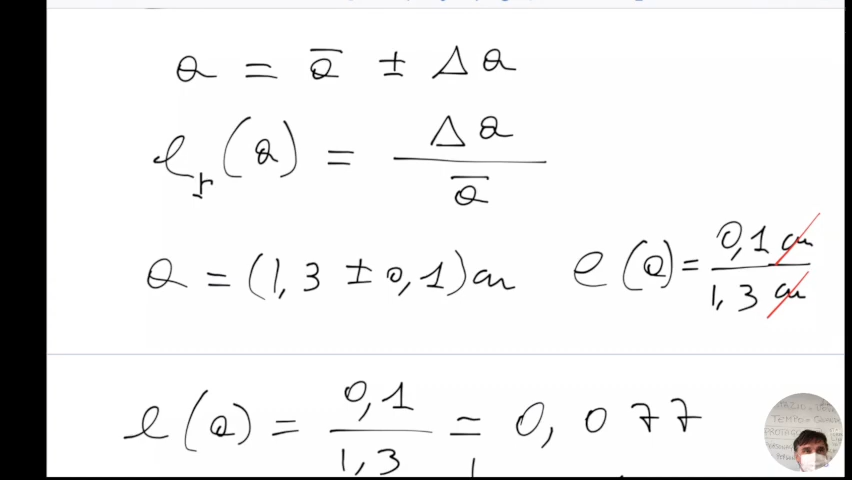 a = a̅ ± Δa
e_r(a) = Δa / a̅
a = (1,3 ± 0,1) cm e(a) = 0,1 cm / 1,3 cm
e(a) = 0,1 / 1,3 = 0,077